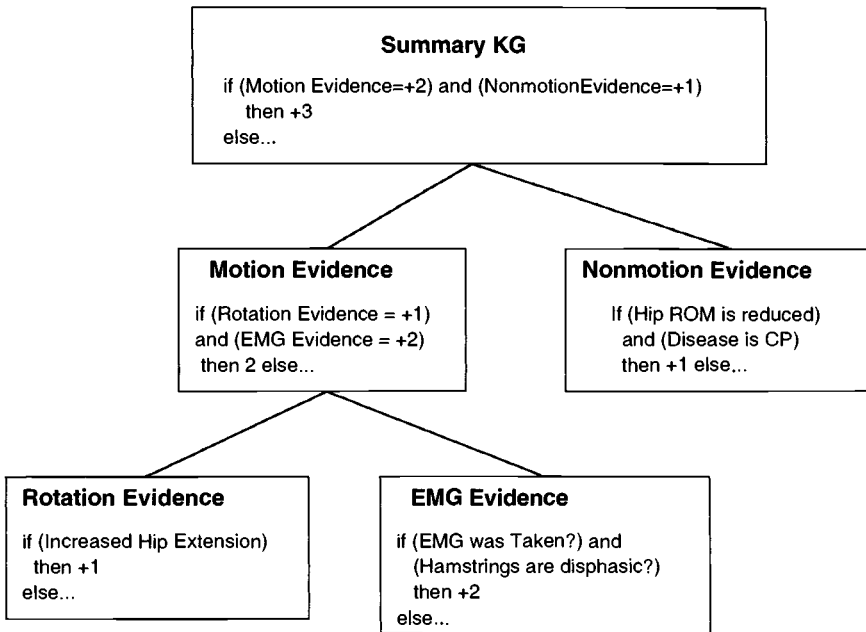 Summary KG
if (Motion Evidence=+2) and (NonmotionEvidence=+1)
then +3
else...
Motion Evidence
if (Rotation Evidence = +1)
and (EMG Evidence = +2)
then 2 else...
Nonmotion Evidence
If (Hip ROM is reduced)
and (Disease is CP)
then +1 else...
Rotation Evidence
if (Increased Hip Extension)
then +1
else...
EMG Evidence
if (EMG was Taken?) and
(Hamstrings are disphasic?)
then +2
else...